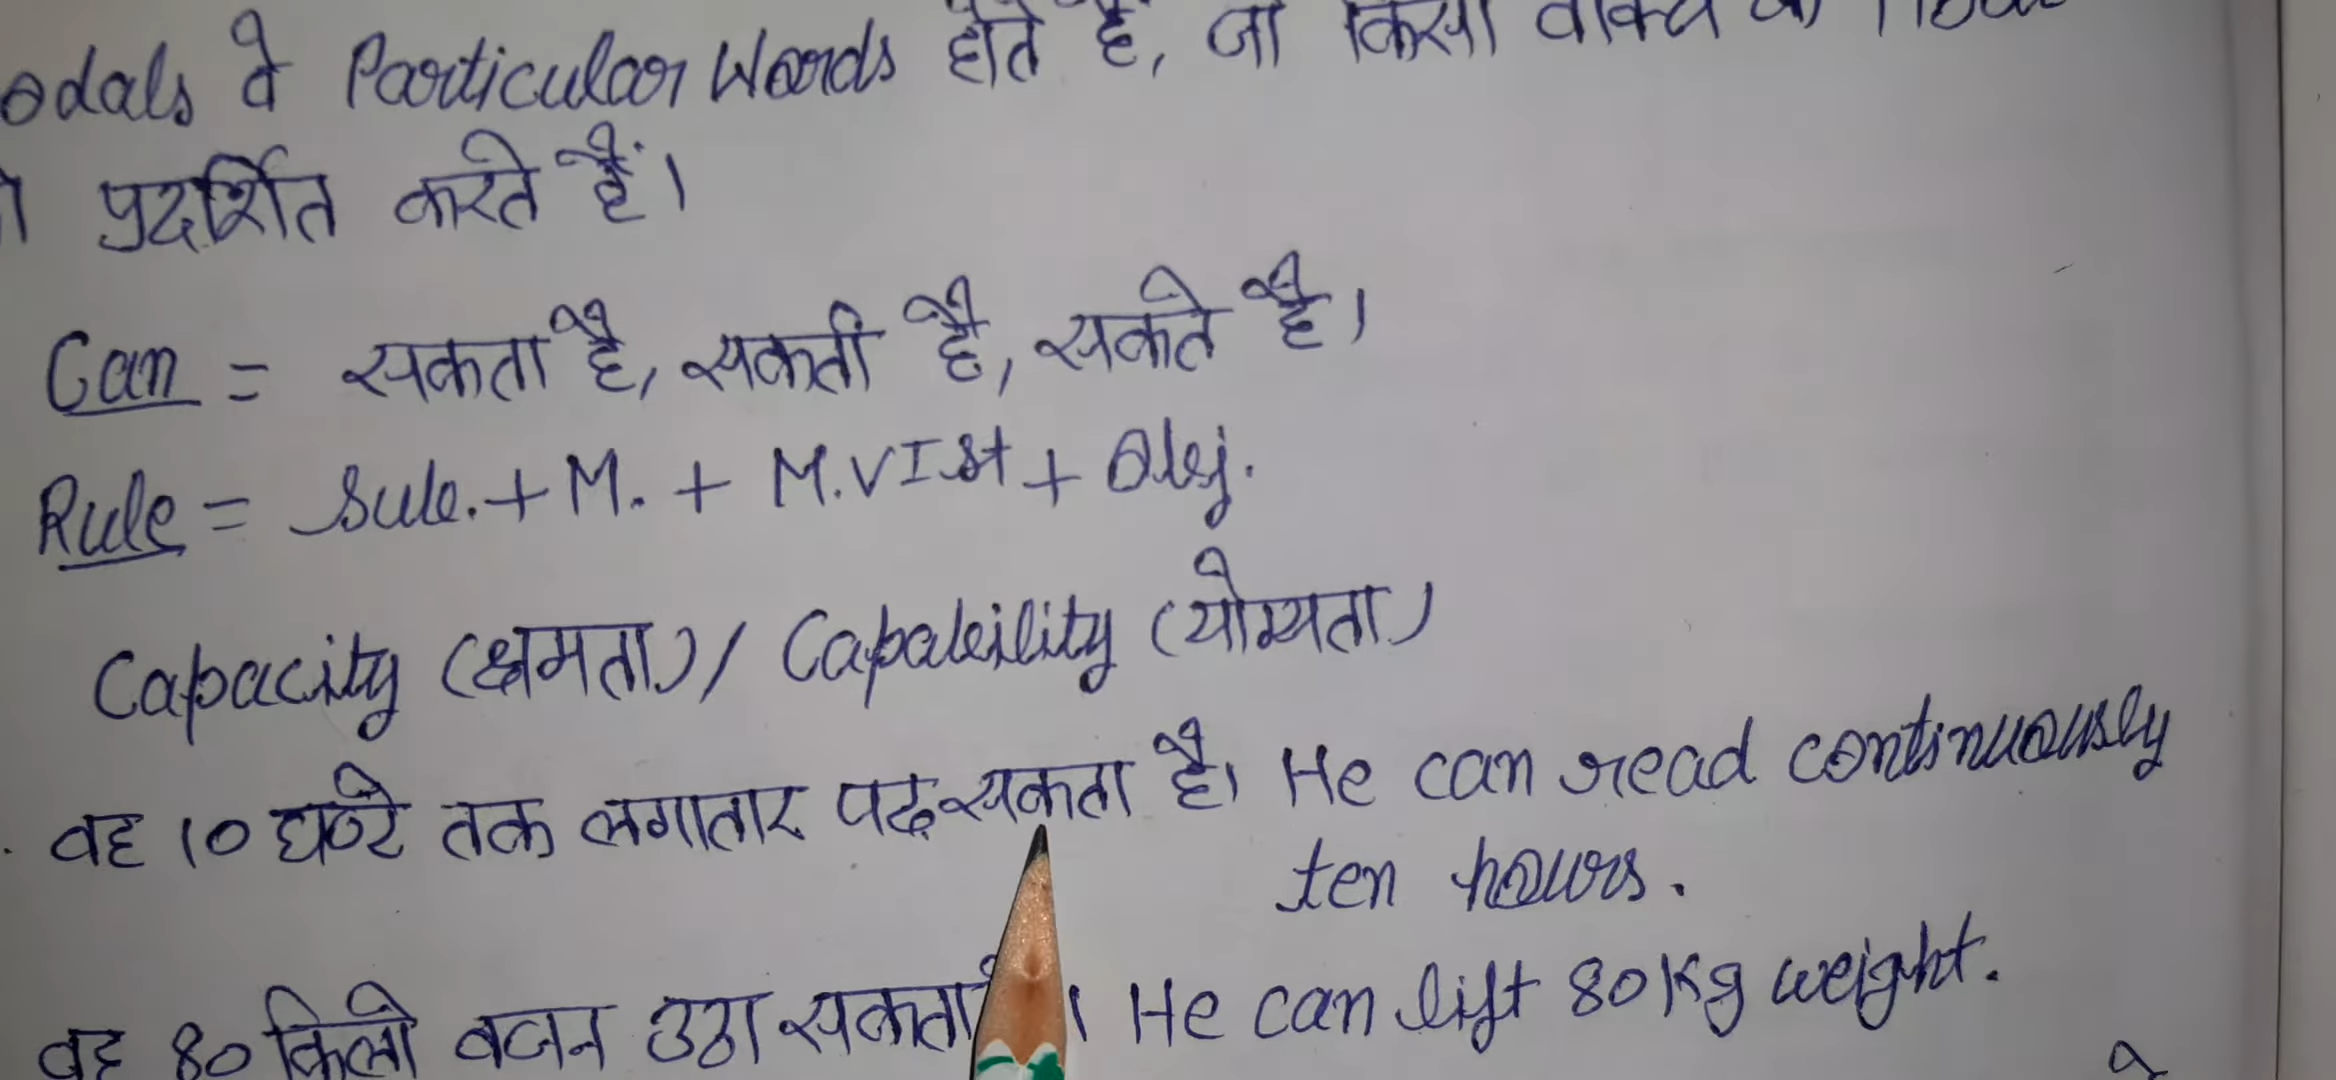 odals वे Particular Words होते हैं, जो किसी वाक्य
प्रदर्शित करते हैं।
Can = सकता है, सकती है, सकते है।
Rule = Sub. + M. + M.V Ist + Obj.
Capacity (क्षमता) / Capability (योग्यता)
वह 10 घण्टे तक लगातार पढ़ सकता है। He can read continuously
ten hours.
वह 80 किलो वजन उठा सकता । He can lift 80 Kg weight.